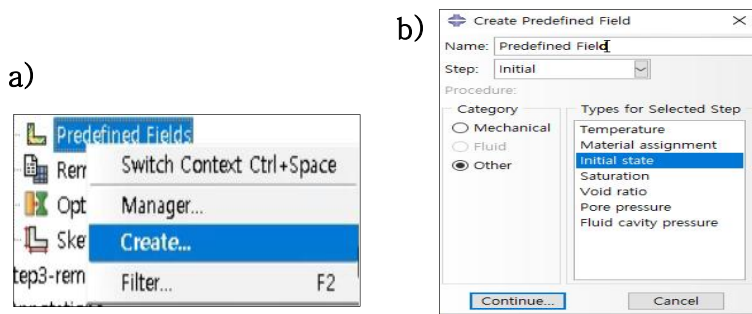 a)
Predefined Fields
Rem
Switch Context Ctrl+Space
Opt
Manager...
Ske
Create...
tep3-rem
Filter... F2
b)
Create Predefined Field
Name: Predefined Field
Step: Initial
Procedure:
Category
Mechanical
Fluid
Other
Types for Selected Step
Temperature
Material assignment
Initial state
Saturation
Void ratio
Pore pressure
Fluid cavity pressure
Continue...
Cancel